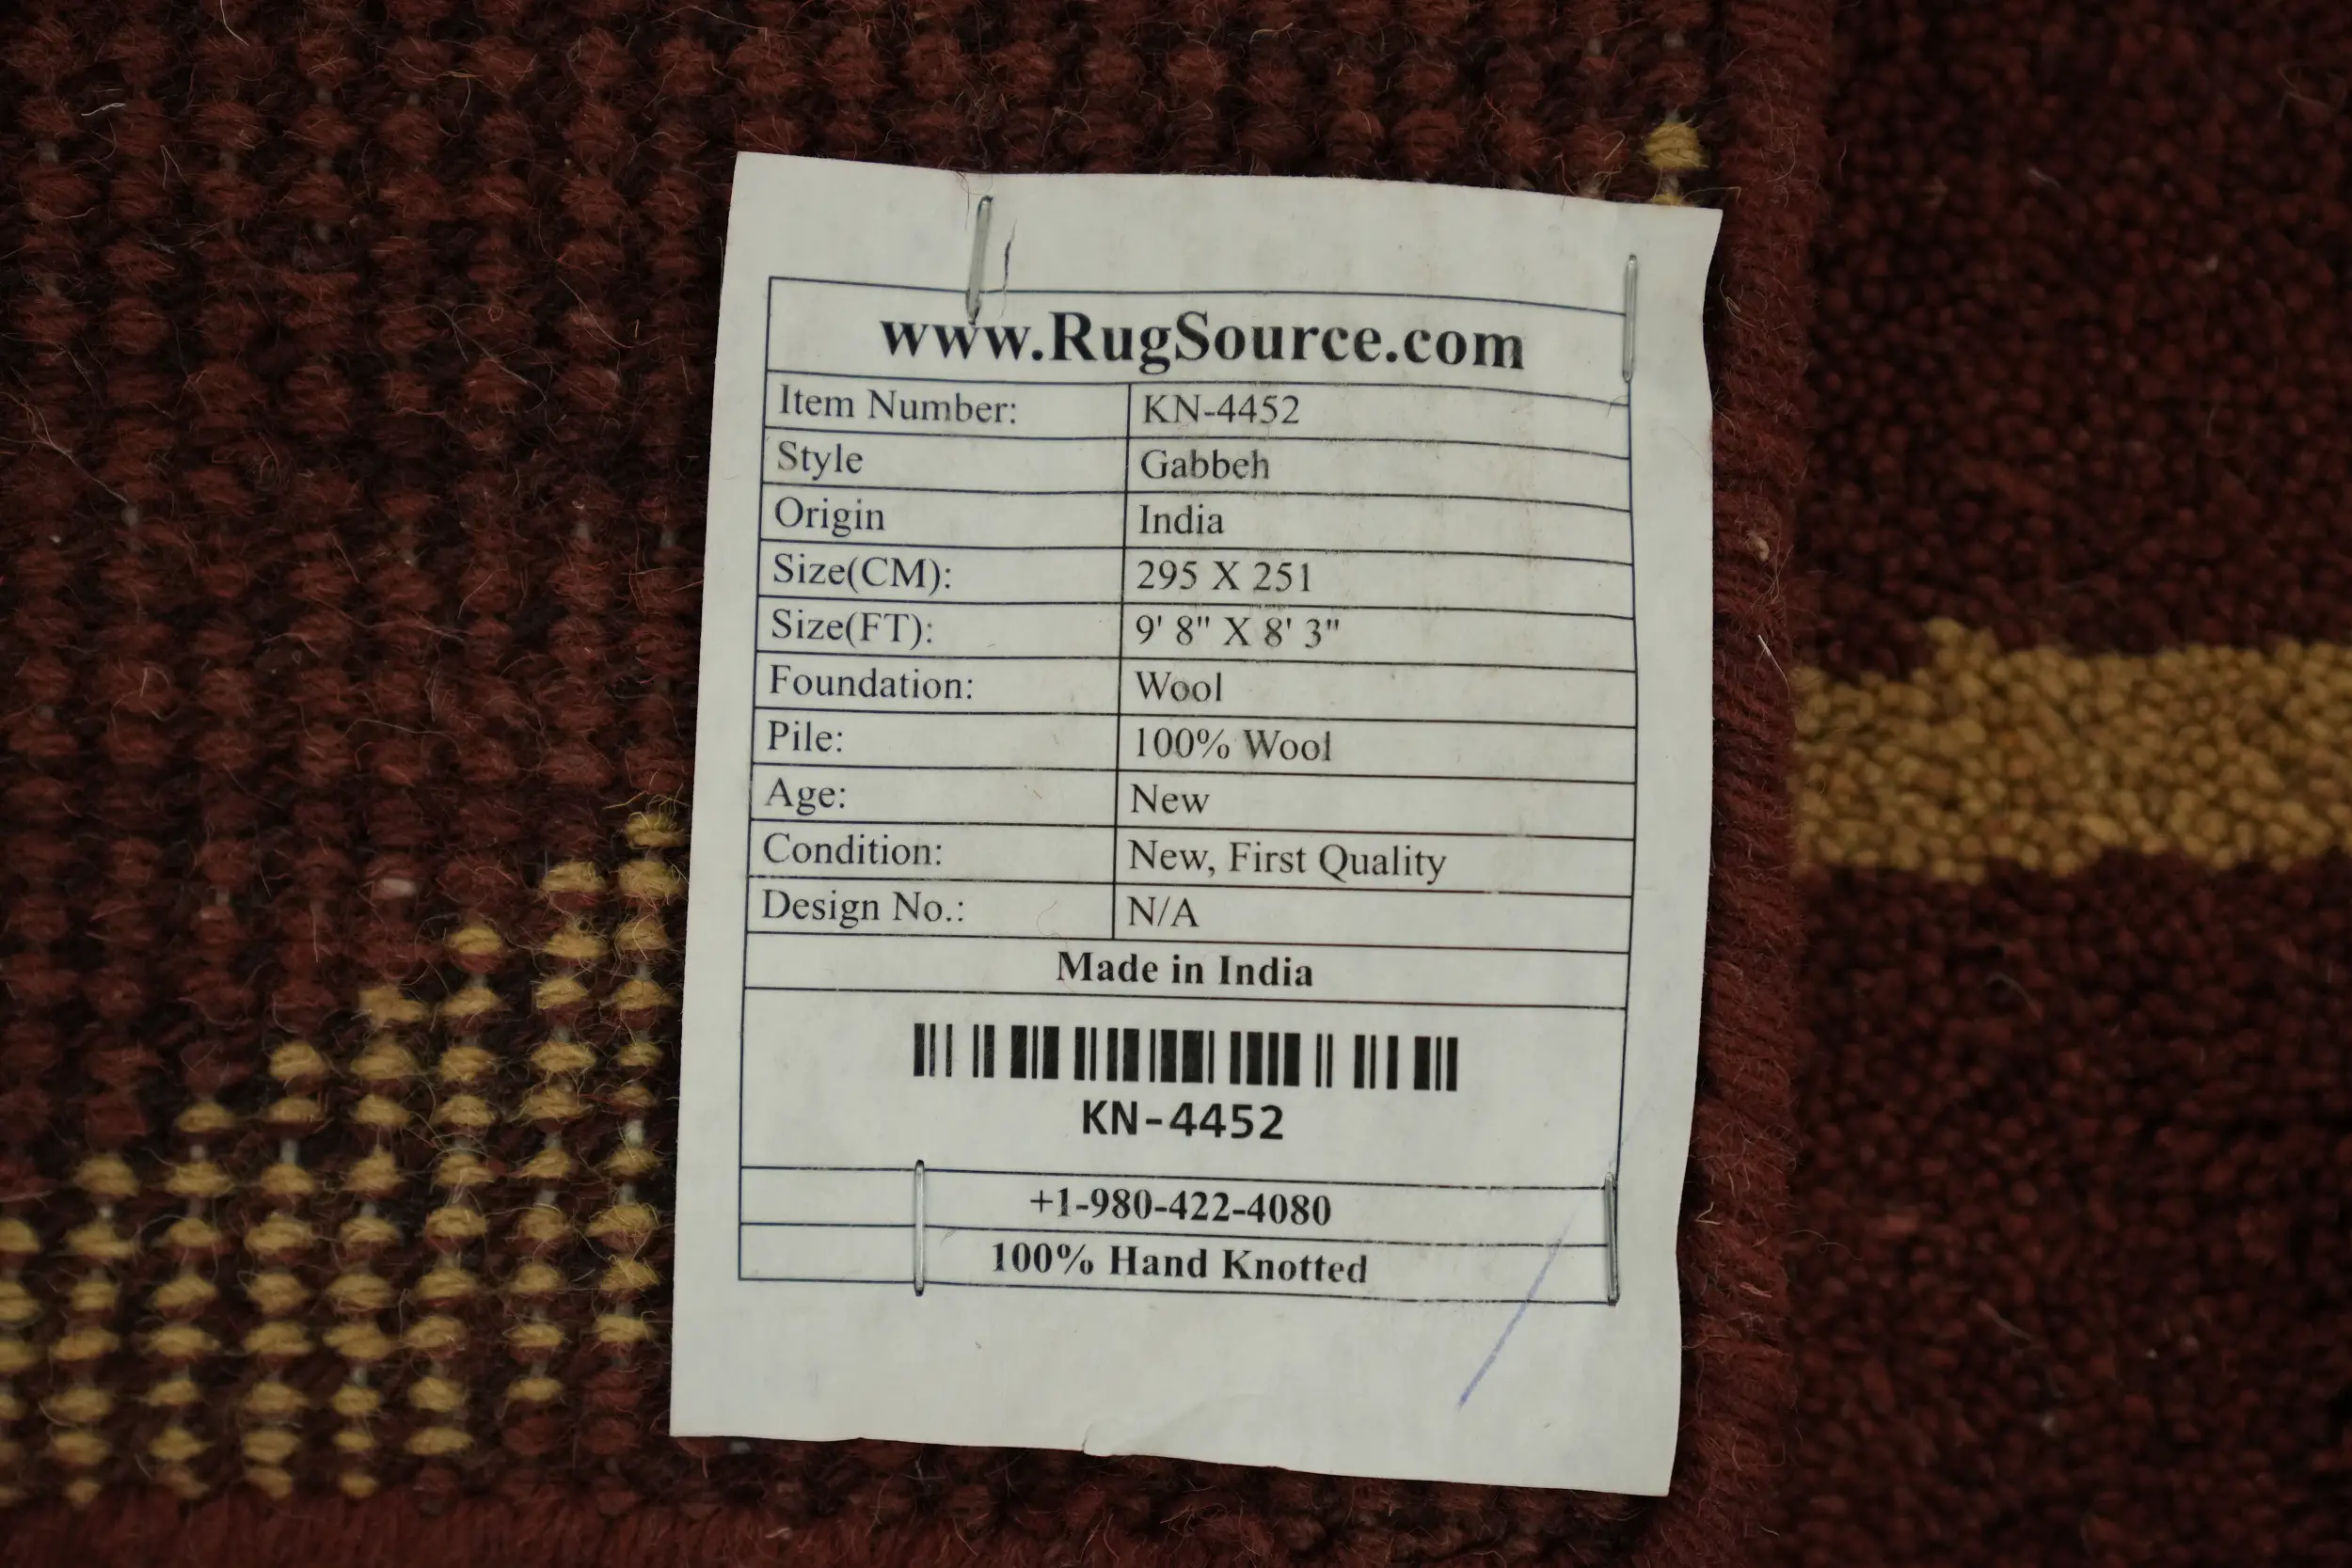 www.RugSource.com
Item Number: KN-4452
Style Gabbeh
Origin India
Size(CM): 295 X 251
Size(FT): 9' 8" X 8' 3"
Foundation: Wool
Pile: 100% Wool
Age: New
Condition: New, First Quality
Design No.: N/A
Made in India
KN-4452
+1-980-422-4080
100% Hand Knotted